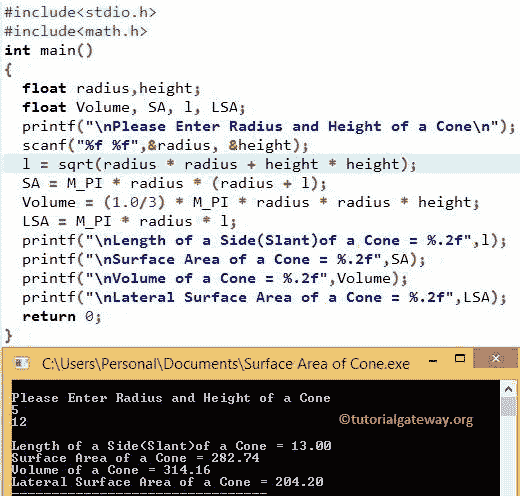 #include<stdio.h>
#include<math.h>
int main()
{
  float radius,height;
  float Volume, SA, l, LSA;
  printf("\nPlease Enter Radius and Height of a Cone\n");
  scanf("%f %f",&radius, &height);
  l = sqrt(radius * radius + height * height);
  SA = M_PI * radius * (radius + l);
  Volume = (1.0/3) * M_PI * radius * radius * height;
  LSA = M_PI * radius * l;
  printf("\nLength of a Side(Slant)of a Cone = %.2f",l);
  printf("\nSurface Area of a Cone = %.2f",SA);
  printf("\nVolume of a Cone = %.2f",Volume);
  printf("\nLateral Surface Area of a Cone = %.2f",LSA);
  return 0;
}
C:\Users\Personal\Documents\Surface Area of Cone.exe
Please Enter Radius and Height of a Cone
5
12
©tutorialgateway.org
Length of a Side(Slant)of a Cone = 13.00
Surface Area of a Cone = 282.74
Volume of a Cone = 314.16
Lateral Surface Area of a Cone = 204.20
--------------------------------